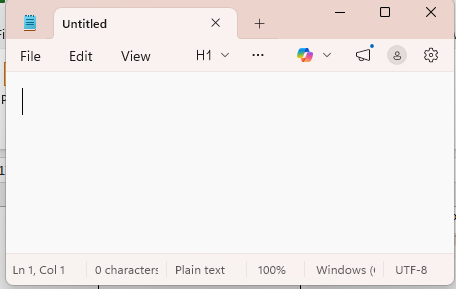 Untitled
File Edit View H1
Ln 1, Col 1 0 characters Plain text 100% Windows ( UTF-8